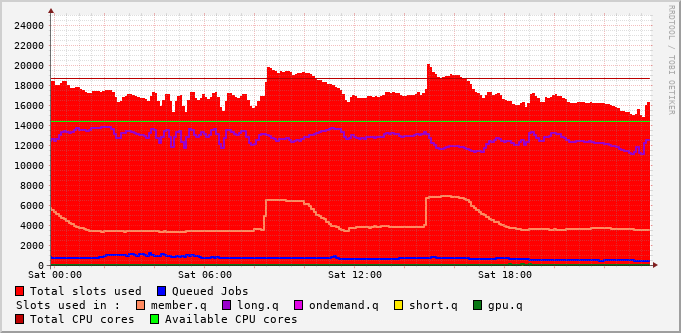 24000
22000
20000
18000
16000
14000
12000
10000
8000
6000
4000
2000
0
Sat 00:00 Sat 06:00 Sat 12:00 Sat 18:00
RRDTOOL / TOBI OETIKER
Total slots used Queued Jobs
Slots used in : member.q long.q ondemand.q short.q gpu.q
Total CPU cores Available CPU cores